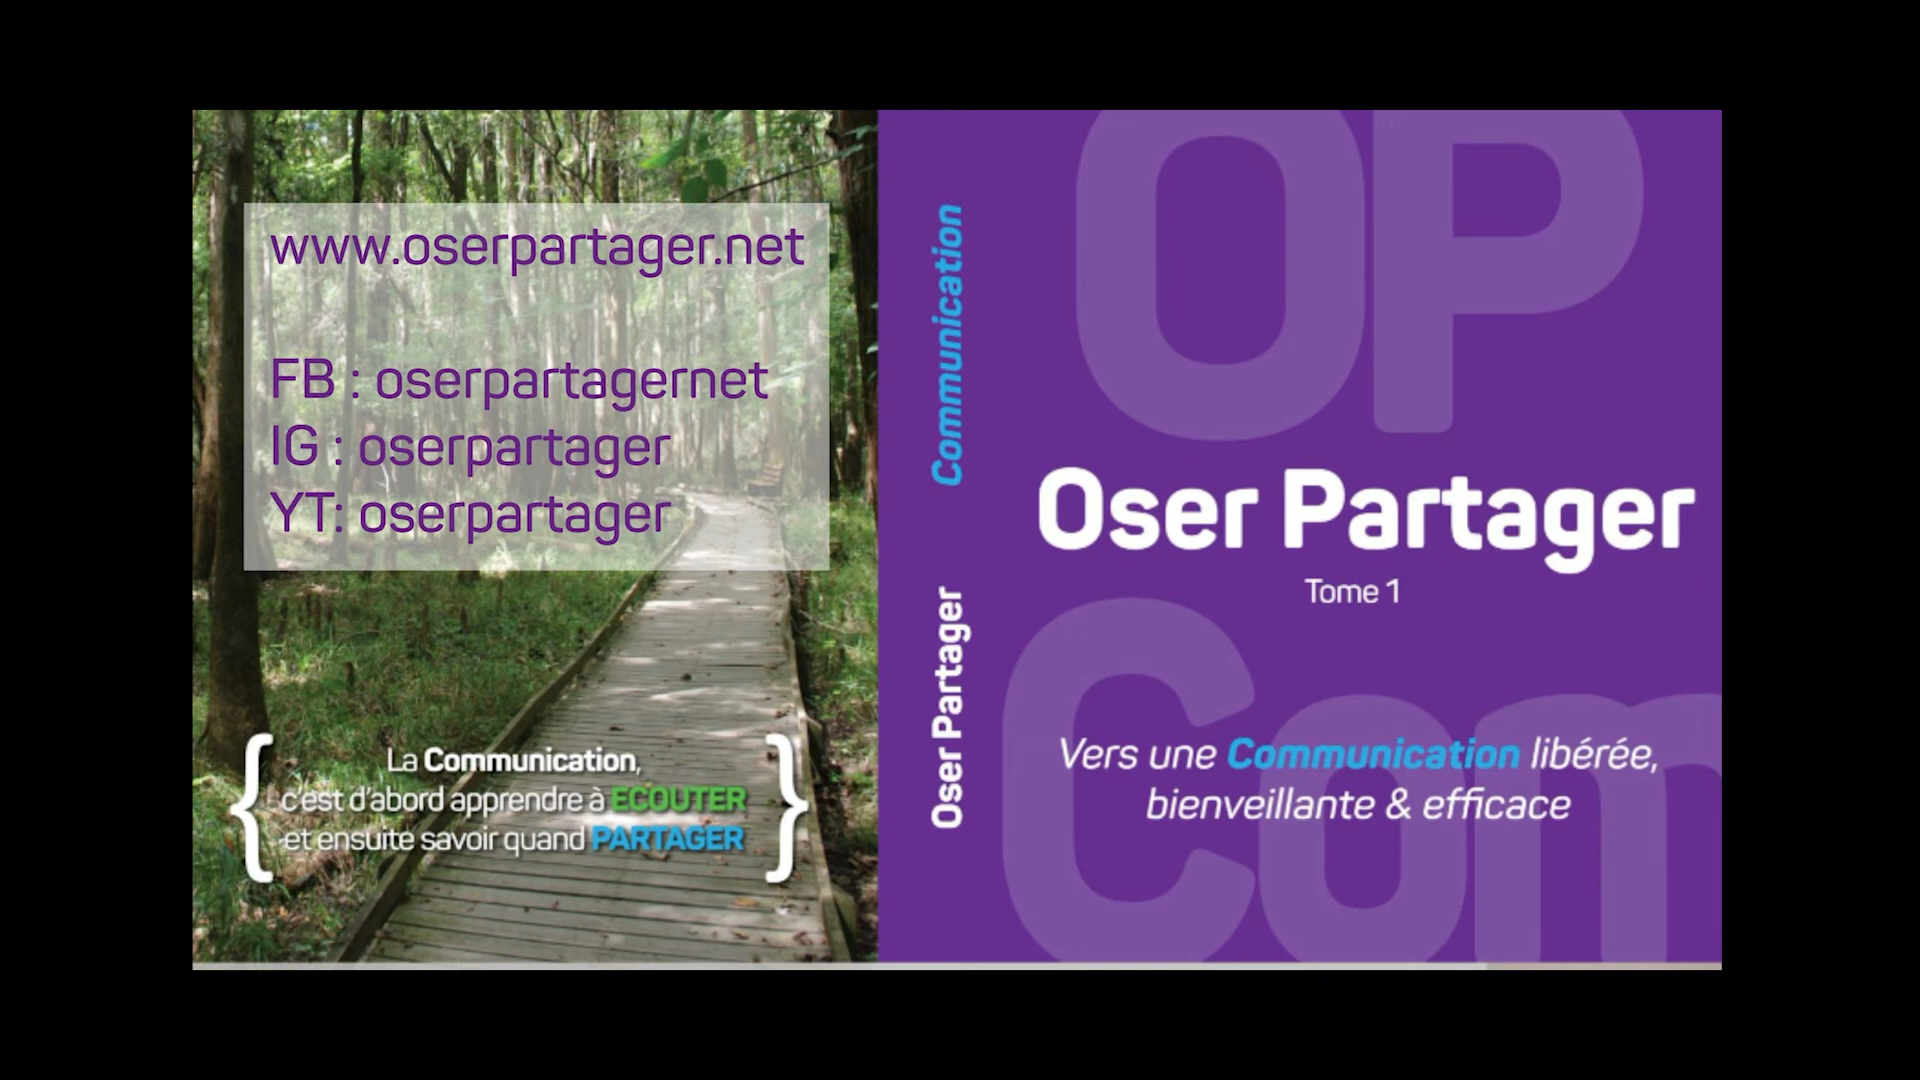 www.oserpartager.net
FB : oserpartagernet
IG : oserpartager
YT: oserpartager
La Communication,
c'est d'abord apprendre à ECOUTER
et ensuite savoir quand PARTAGER
Communication
Oser Partager
OP
Oser Partager
Tome 1
Com
Vers une Communication libérée,
bienveillante & efficace